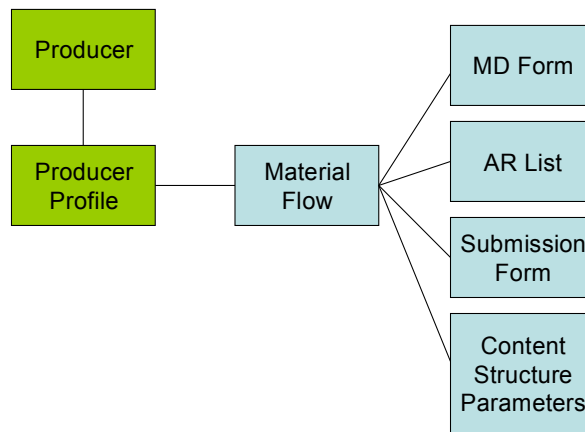 Producer
Producer
Profile
Material
Flow
MD Form
AR List
Submission
Form
Content
Structure
Parameters